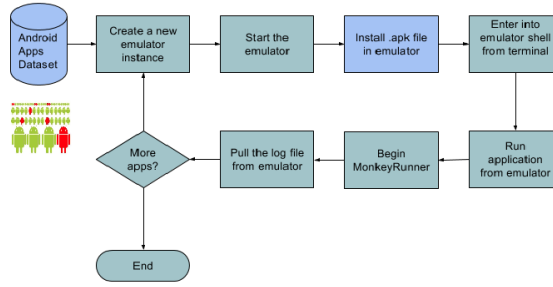 Android
Apps
Dataset
Create a new
emulator
instance
Start the
emulator
Install .apk file
in emulator
Enter into
emulator shell
from terminal
Run
application
from emulator
Begin
MonkeyRunner
Pull the log file
from emulator
More
apps?
End